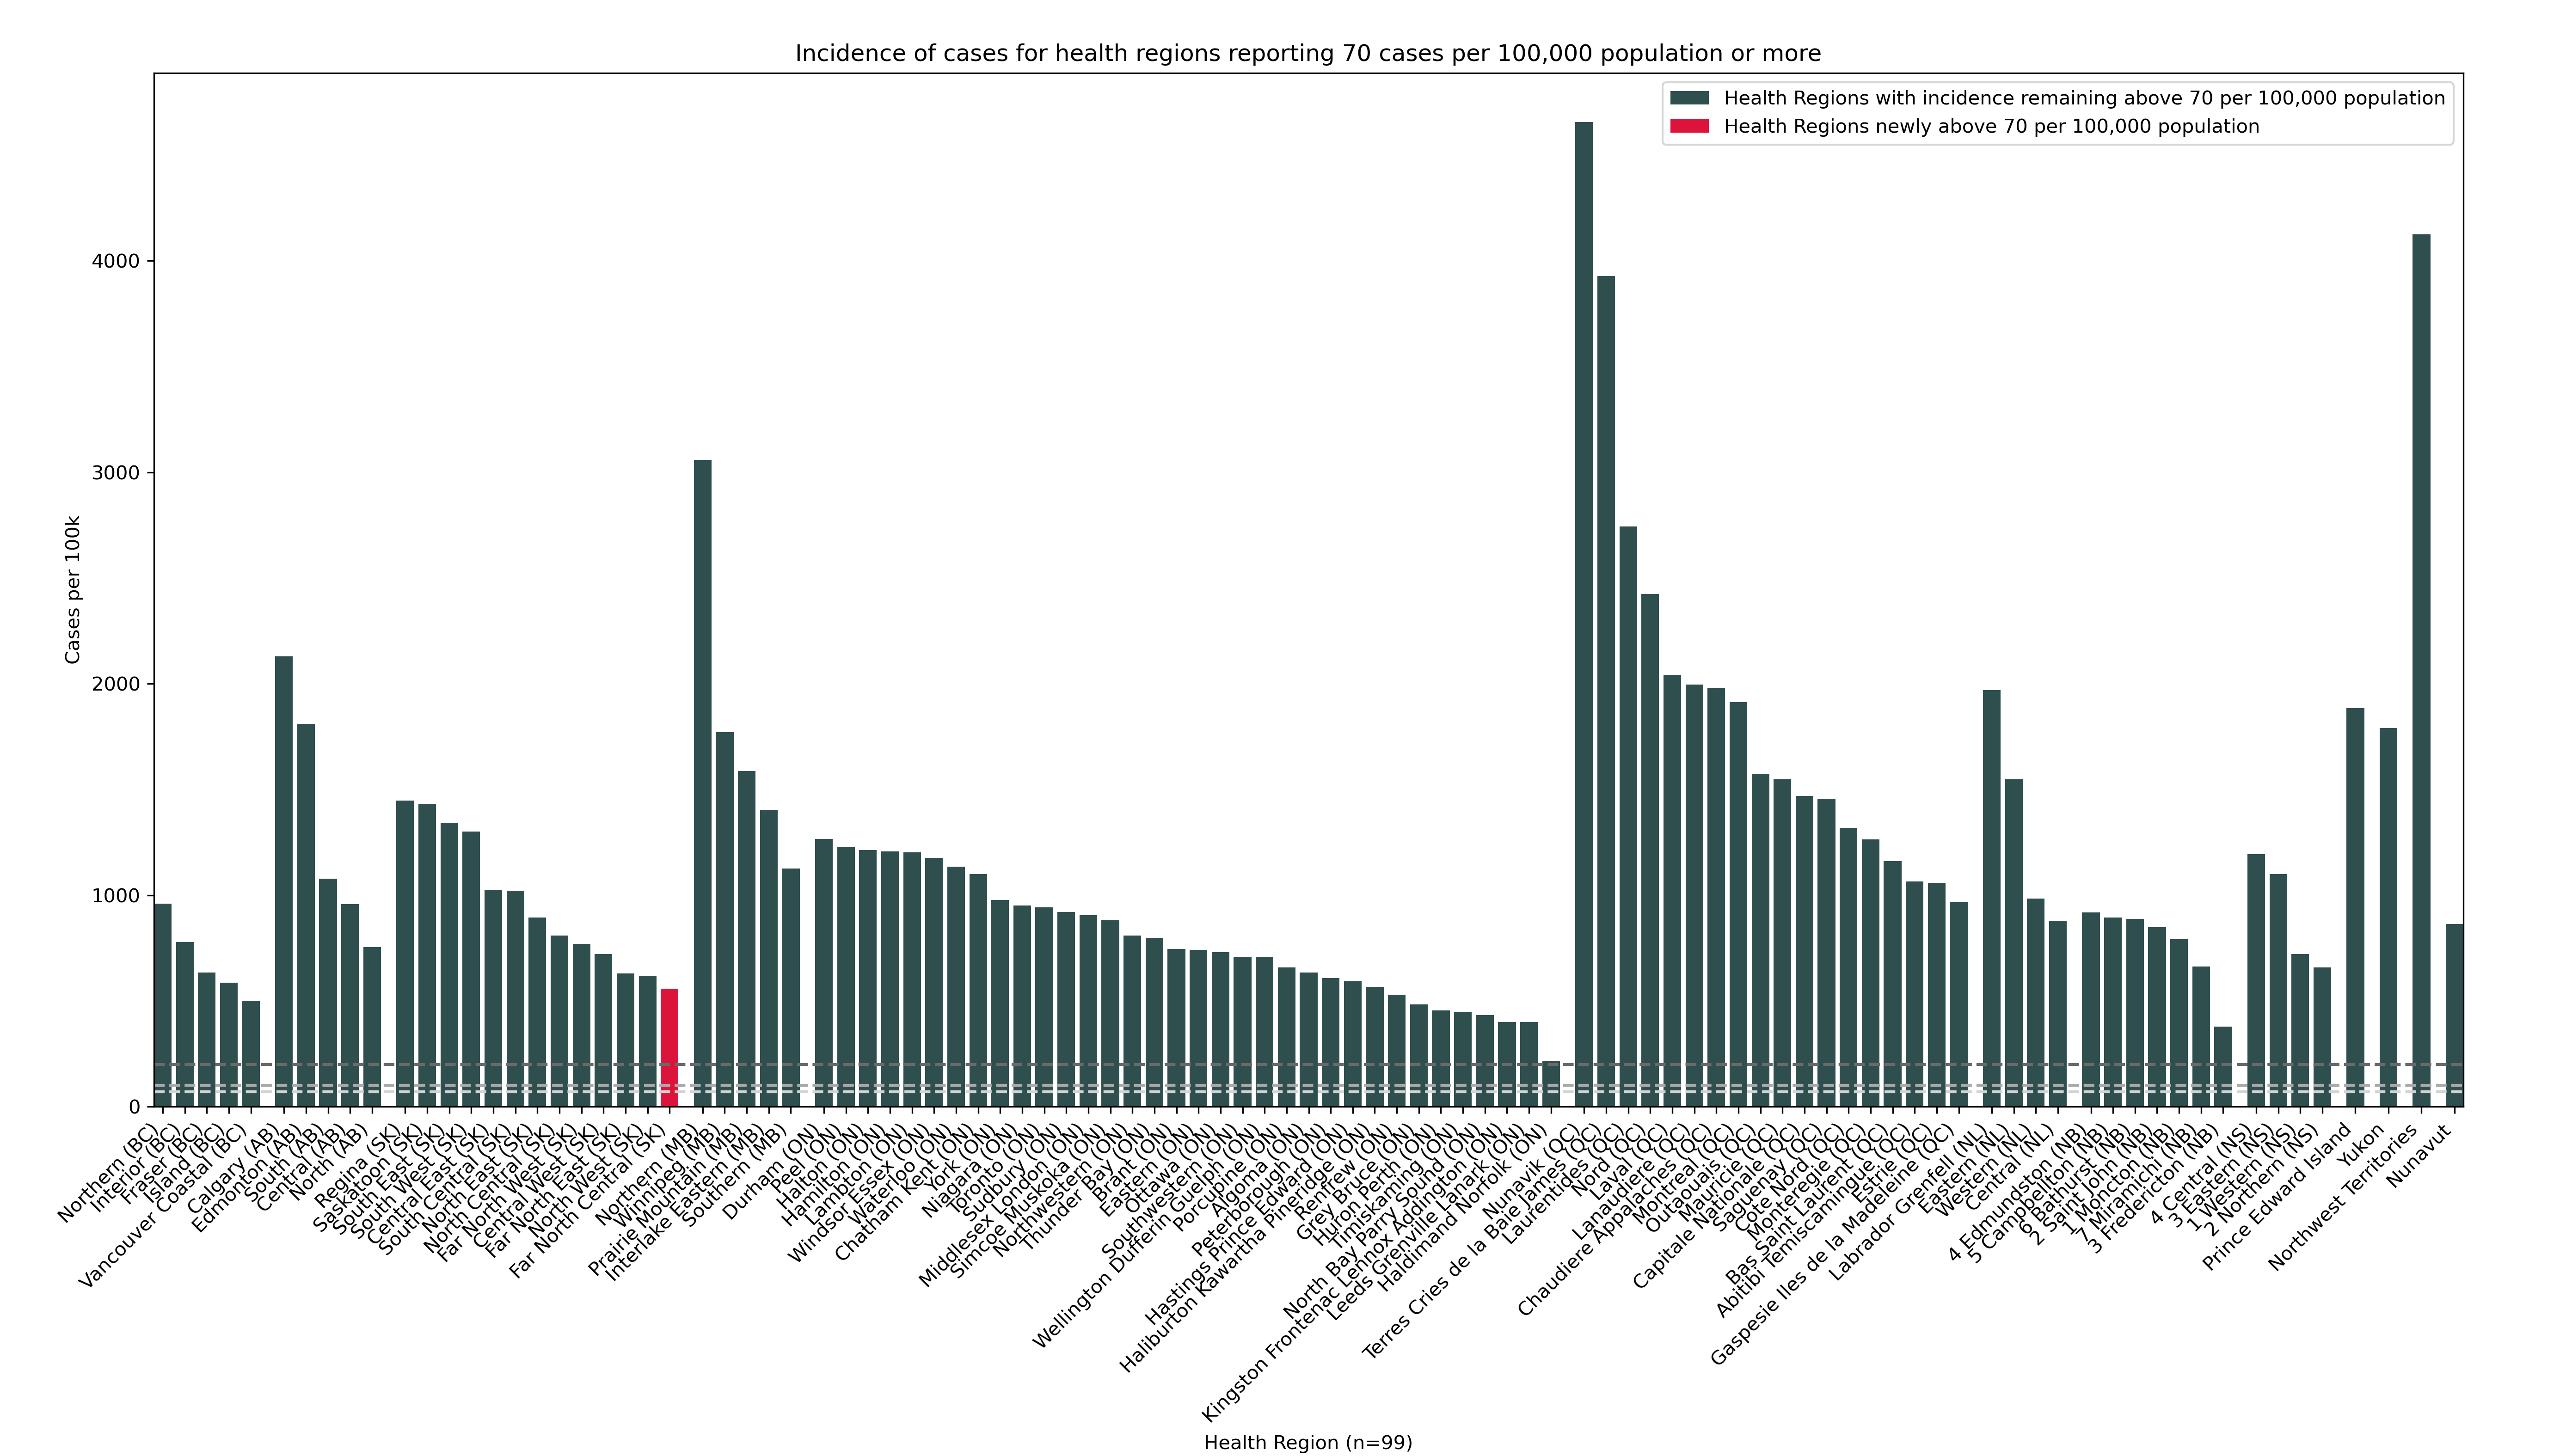 Incidence of cases for health regions reporting 70 cases per 100,000 population or more
Health Regions with incidence remaining above 70 per 100,000 population
Health Regions newly above 70 per 100,000 population
Cases per 100k
4000
3000
2000
1000
0
Northern (BC)
Interior (BC)
Fraser (BC)
Island (BC)
Vancouver Coastal (BC)
Calgary (AB)
Edmonton (AB)
South (AB)
Central (AB)
North (AB)
Regina (SK)
Saskatoon (SK)
South East (SK)
South West (SK)
Central East (SK)
South Central (SK)
North East (SK)
North Central (SK)
Far North West (SK)
Central West (SK)
Far North East (SK)
North West (SK)
Far North Central (SK)
Northern (MB)
Winnipeg (MB)
Prairie Mountain (MB)
Interlake Eastern (MB)
Southern (MB)
Durham (ON)
Peel (ON)
Halton (ON)
Hamilton (ON)
Lambton (ON)
Windsor Essex (ON)
Waterloo (ON)
Chatham Kent (ON)
York (ON)
Niagara (ON)
Toronto (ON)
Sudbury (ON)
Middlesex London (ON)
Simcoe Muskoka (ON)
Northwestern (ON)
Thunder Bay (ON)
Brant (ON)
Eastern (ON)
Ottawa (ON)
Southwestern (ON)
Wellington Dufferin Guelph (ON)
Porcupine (ON)
Algoma (ON)
Peterborough (ON)
Hastings Prince Edward (ON)
Haliburton Kawartha Pineridge (ON)
Renfrew (ON)
Grey Bruce (ON)
Huron Perth (ON)
Timiskaming (ON)
North Bay Parry Sound (ON)
Kingston Frontenac Lennox Addington (ON)
Leeds Grenville Lanark (ON)
Haldimand Norfolk (ON)
Nunavik (QC)
Terres Cries de la Baie James (QC)
Laurentides (QC)
Nord (QC)
Laval (QC)
Lanaudiere (QC)
Chaudiere Appalaches (QC)
Montreal (QC)
Outaouais (QC)
Mauricie (QC)
Capitale Nationale (QC)
Saguenay (QC)
Cote Nord (QC)
Monteregie (QC)
Bas Saint Laurent (QC)
Abitibi Temiscamingue (QC)
Estrie (QC)
Gaspesie Iles de la Madeleine (QC)
Labrador Grenfell (NL)
Eastern (NL)
Western (NL)
Central (NL)
4 Edmundston (NB)
5 Campbellton (NB)
6 Bathurst (NB)
2 Saint John (NB)
1 Moncton (NB)
7 Miramichi (NB)
3 Fredericton (NB)
4 Central (NS)
3 Eastern (NS)
1 Western (NS)
2 Northern (NS)
Prince Edward Island
Yukon
Northwest Territories
Nunavut
Health Region (n=99)